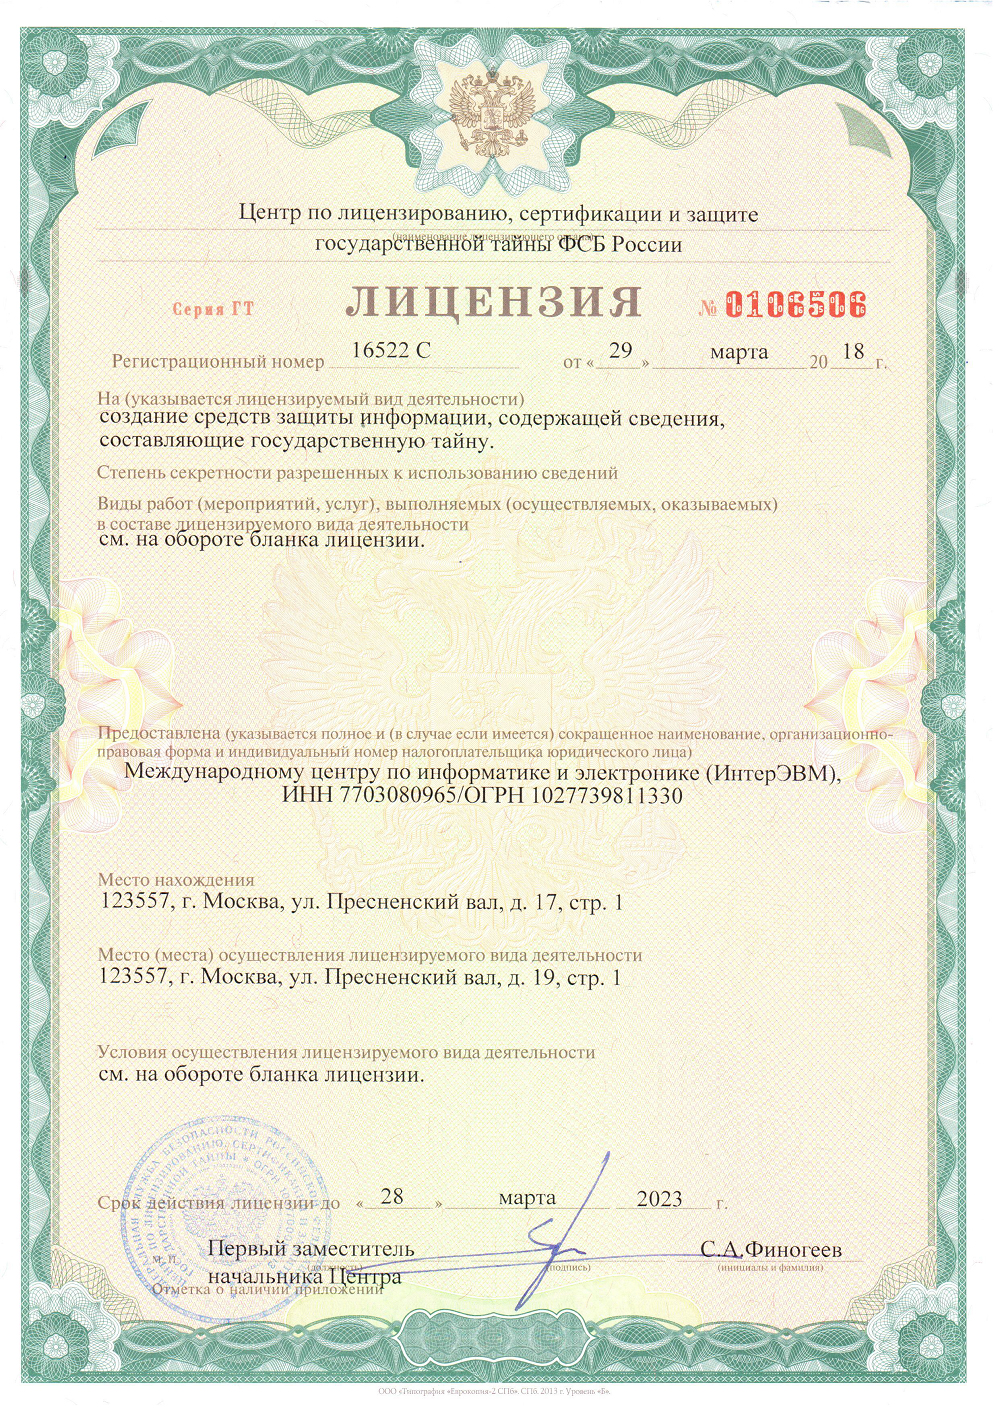 Центр по лицензированию, сертификации и защите
(наименование лицензирующего органа)
государственной тайны ФСБ России
Серия ГТ ЛИЦЕНЗИЯ № 0106506
Регистрационный номер 16522 С от « 29 » марта 20 18 г.
На (указывается лицензируемый вид деятельности)
создание средств защиты информации, содержащей сведения,
составляющие государственную тайну.
Степень секретности разрешенных к использованию сведений
Виды работ (мероприятий, услуг), выполняемых (осуществляемых, оказываемых)
в составе лицензируемого вида деятельности
см. на обороте бланка лицензии.
Предоставлена (указывается полное и (в случае если имеется) сокращенное наименование, организационно-
правовая форма и индивидуальный номер налогоплательщика юридического лица)
Международному центру по информатике и электронике (ИнтерЭВМ),
ИНН 7703080965/ОГРН 1027739811330
Место нахождения
123557, г. Москва, ул. Пресненский вал, д. 17, стр. 1
Место (места) осуществления лицензируемого вида деятельности
123557, г. Москва, ул. Пресненский вал, д. 19, стр. 1
Условия осуществления лицензируемого вида деятельности
см. на обороте бланка лицензии.
Срок действия лицензии до « 28 » марта 2023 г.
Первый заместитель С.А.Финогеев
М.П. (должность) (подпись) (инициалы и фамилия)
начальника Центра
Отметка о наличии приложений
ООО «Типография «Еврокопия-2 СПб». СПб. 2013 г. Уровень «Б».